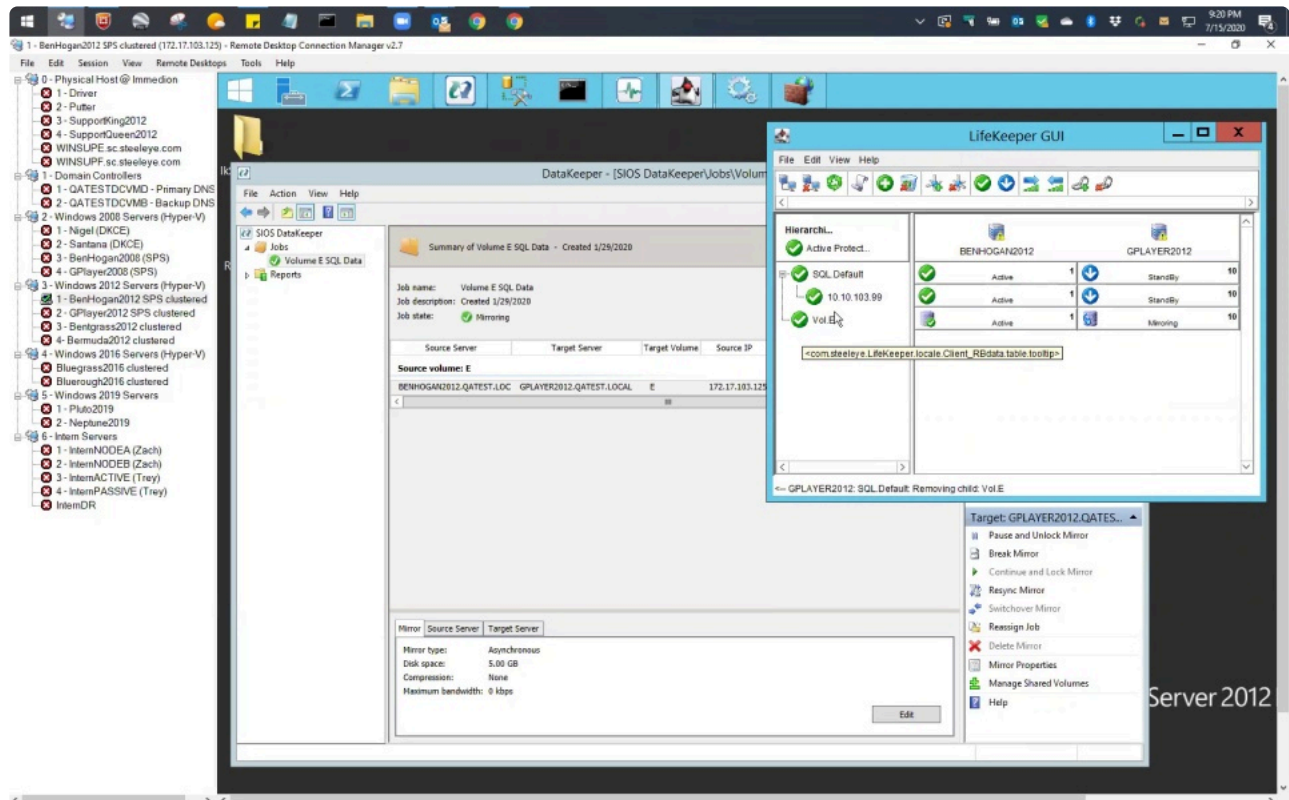 9:20 PM
7/15/2020
1 - BenHogan2012 SPS clustered (172.17.103.125) - Remote Desktop Connection Manager v2.7
File Edit Session View Remote Desktops Tools Help
0 - Physical Host @ Immedion
1 - Driver
2 - Putter
3 - SupportKing2012
4 - SupportQueen2012
WINSUPE.sc.steeleye.com
WINSUPF.sc.steeleye.com
1 - Domain Controllers
1 - QATESTDCVMD - Primary DNS
2 - QATESTDCVMB - Backup DNS
2 - Windows 2008 Servers (Hyper-V)
1 - Nigel (DKCE)
2 - Santana (DKCE)
3 - BenHogan2008 (SPS)
4 - GPlayer2008 (SPS)
3 - Windows 2012 Servers (Hyper-V)
1 - BenHogan2012 SPS clustered
2 - GPlayer2012 SPS clustered
3 - Bentgrass2012 clustered
4- Bermuda2012 clustered
4 - Windows 2016 Servers (Hyper-V)
Bluegrass2016 clustered
Bluerough2016 clustered
5 - Windows 2019 Servers
1 - Pluto2019
2 - Neptune2019
6 - Intern Servers
1 - InternNODEA (Zach)
2 - InternNODEB (Zach)
3 - InternACTIVE (Trey)
4 - InternPASSIVE (Trey)
InternDR
DataKeeper - [SIOS DataKeeper\Jobs\Volum
File Action View Help
SIOS DataKeeper
Jobs
Volume E SQL Data
Reports
Summary of Volume E SQL Data - Created 1/29/2020
Job name: Volume E SQL Data
Job description: Created 1/29/2020
Job state: Mirroring
Source Server Target Server Target Volume Source IP
Source volume: E
BENHOGAN2012.QATEST.LOC GPLAYER2012.QATEST.LOCAL E 172.17.103.125
Mirror Source Server Target Server
Mirror type: Asynchronous
Disk space: 5.00 GB
Compression: None
Maximum bandwidth: 0 kbps
Edit
LifeKeeper GUI
File Edit View Help
Hierarchi...
Active Protect...
BENHOGAN2012 GPLAYER2012
SQL.Default Active 1 StandBy 10
10.10.103.99 Active 1 StandBy 10
Vol.E Active 1 Mirroring 10
<com.steeleye.LifeKeeper.locale.Client_RBdata.table.tooltip>
<-- GPLAYER2012: SQL.Default: Removing child: Vol.E
Target: GPLAYER2012.QATES...
Pause and Unlock Mirror
Break Mirror
Continue and Lock Mirror
Resync Mirror
Switchover Mirror
Reassign Job
Delete Mirror
Mirror Properties
Manage Shared Volumes
Help
Server 2012